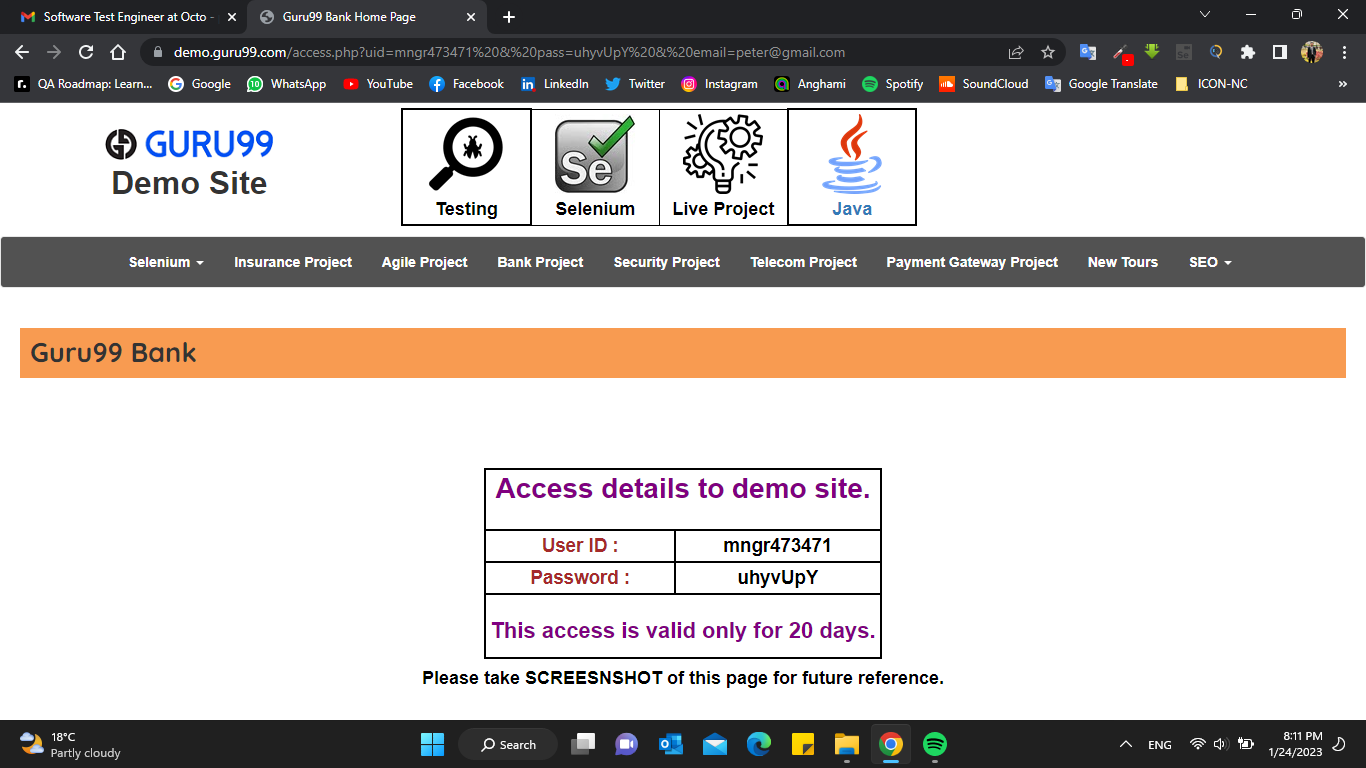 Software Test Engineer at Octo -
Guru99 Bank Home Page
demo.guru99.com/access.php?uid=mngr473471%20&%20pass=uhyvUpY%20&%20email=peter@gmail.com
r. QA Roadmap: Learn...
Google
10 WhatsApp
YouTube
Facebook
LinkedIn
Twitter
Instagram
Anghami
Spotify
SoundCloud
Google Translate
ICON-NC
»
GURU99
Demo Site
Testing
Se
Selenium
Live Project
Java
Selenium
Insurance Project
Agile Project
Bank Project
Security Project
Telecom Project
Payment Gateway Project
New Tours
SEO
Guru99 Bank
Access details to demo site.
User ID : mngr473471
Password : uhyvUpY
This access is valid only for 20 days.
Please take SCREESNSHOT of this page for future reference.
18°C
Partly cloudy
Search
ENG
8:11 PM
1/24/2023